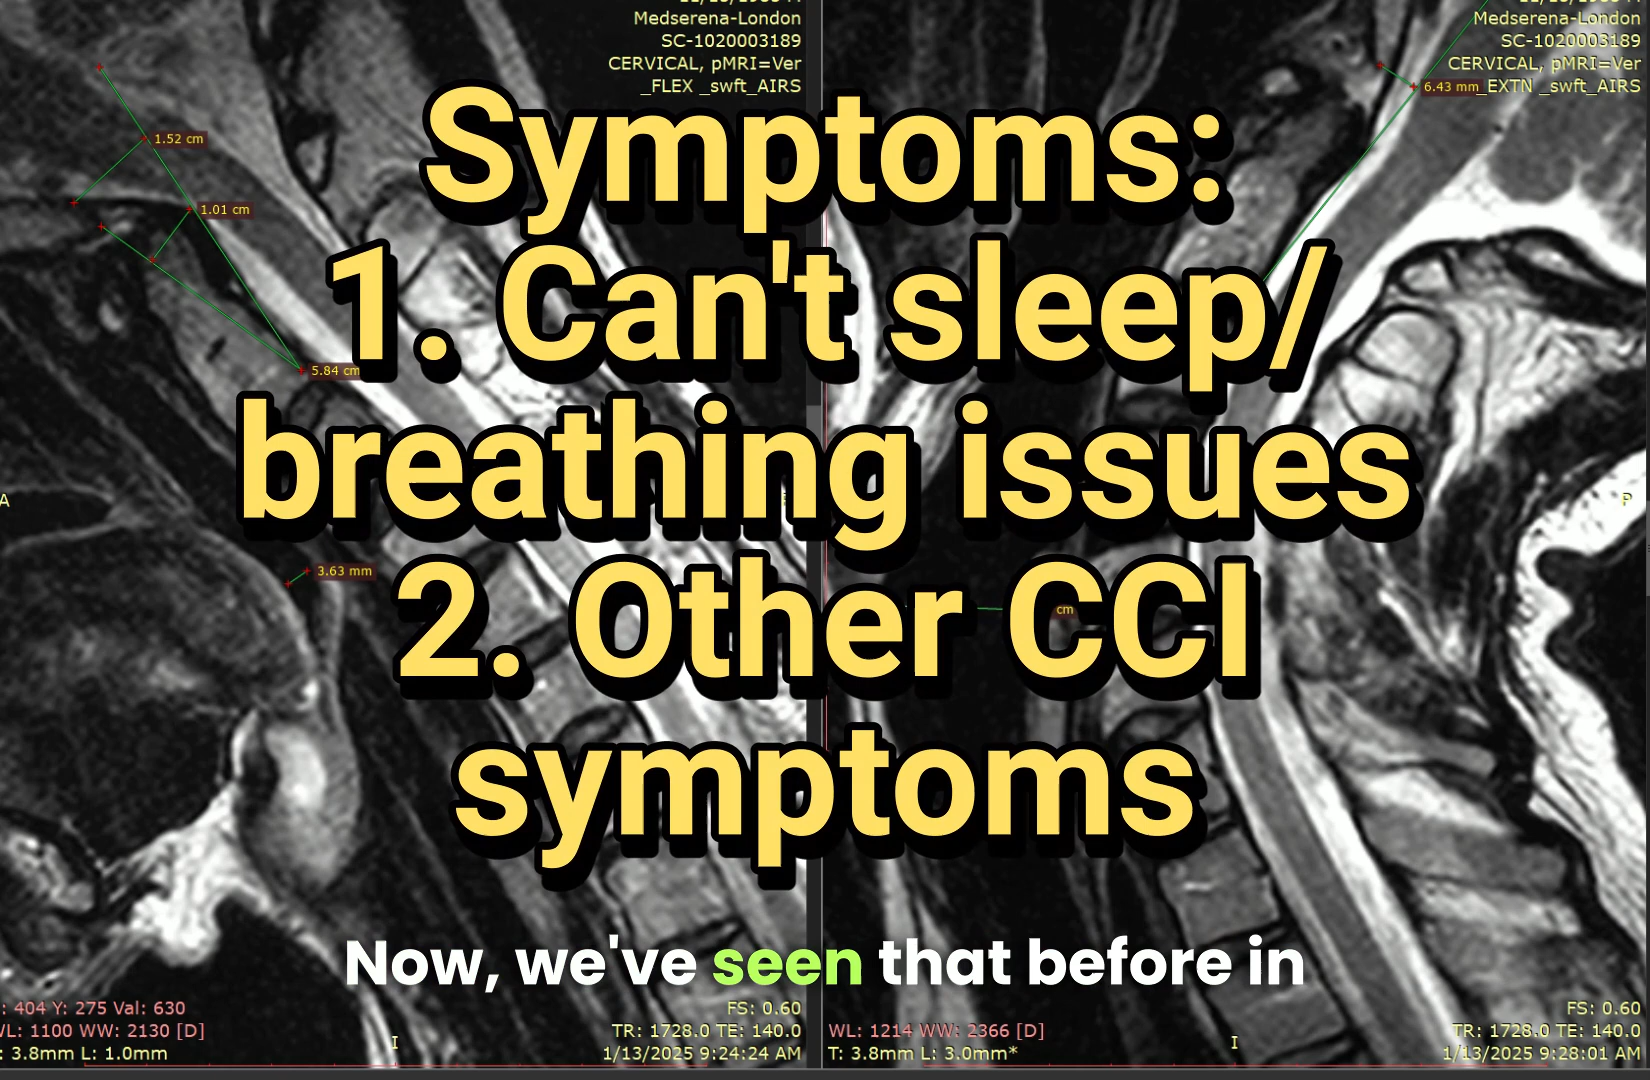 Medserena-London
SC-1020003189
CERVICAL, pMRI=Ver
_FLEX _swft_AIRS
1.52 cm
1.01 cm
5.84 cm
3.63 mm
A
: 404 Y: 275 Val: 630
WL: 1100 WW: 2130 [D]
: 3.8mm L: 1.0mm
I
FS: 0.60
TR: 1728.0 TE: 140.0
1/13/2025 9:24:24 AM
Medserena-London
SC-1020003189
CERVICAL, pMRI=Ver
_EXTN _swft_AIRS
6.43 mm
cm
P
WL: 1214 WW: 2366 [D]
T: 3.8mm L: 3.0mm*
I
FS: 0.60
TR: 1728.0 TE: 140.0
1/13/2025 9:28:01 AM
Symptoms:
1. Can't sleep/
breathing issues
2. Other CCI
symptoms
Now, we've seen that before in